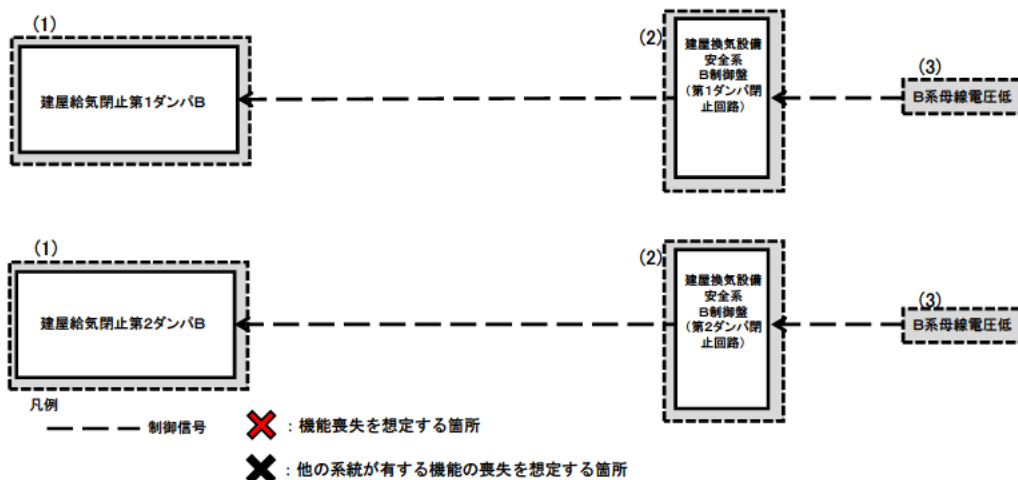 (1)
建屋給気閉止第1ダンパB
(2)
建屋換気設備
安全系
B制御盤
(第1ダンパ閉
止回路)
(3)
B系母線電圧低
(1)
建屋給気閉止第2ダンパB
(2)
建屋換気設備
安全系
B制御盤
(第2ダンパ閉
止回路)
(3)
B系母線電圧低
凡例
制御信号
：機能喪失を想定する箇所
：他の系統が有する機能の喪失を想定する箇所